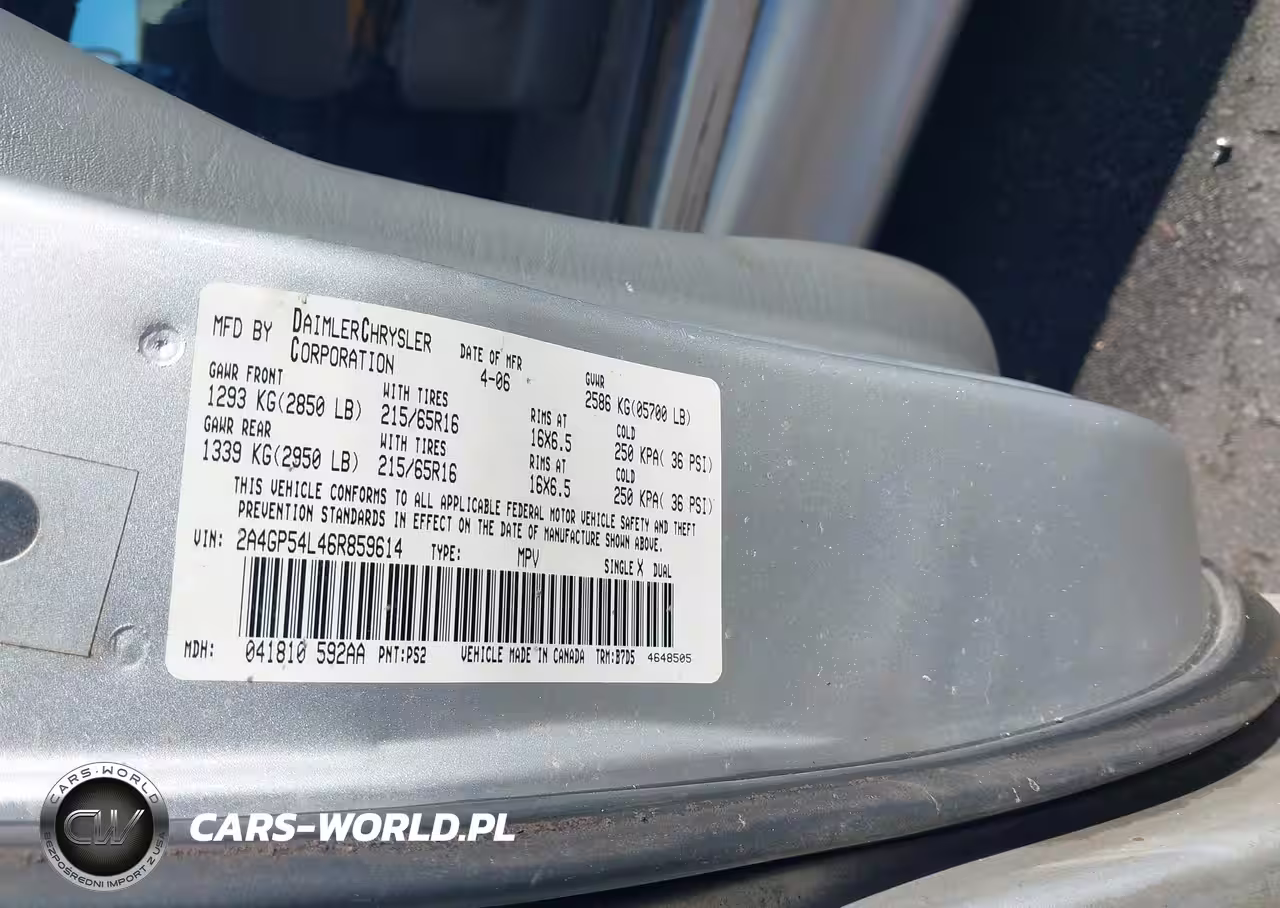 MFD BY DAIMLERCHRYSLER CORPORATION DATE OF MFR 4-06 GVWR 2586 KG(05700 LB)
GAWR FRONT WITH TIRES RIMS AT COLD
1293 KG(2850 LB) 215/65R16 16X6.5 250 KPA( 36 PSI)
GAWR REAR WITH TIRES RIMS AT COLD
1339 KG(2950 LB) 215/65R16 16X6.5 250 KPA( 36 PSI)
THIS VEHICLE CONFORMS TO ALL APPLICABLE FEDERAL MOTOR VEHICLE SAFETY AND THEFT
PREVENTION STANDARDS IN EFFECT ON THE DATE OF MANUFACTURE SHOWN ABOVE.
VIN: 2A4GP54L46R859614 TYPE: MPV SINGLE X DUAL
MDH: 041810 592AA PNT:PS2 VEHICLE MADE IN CANADA TRM:B7D5 4648505
CARS-WORLD
CW
BEZPOŚREDNI IMPORT Z USA
CARS-WORLD.PL